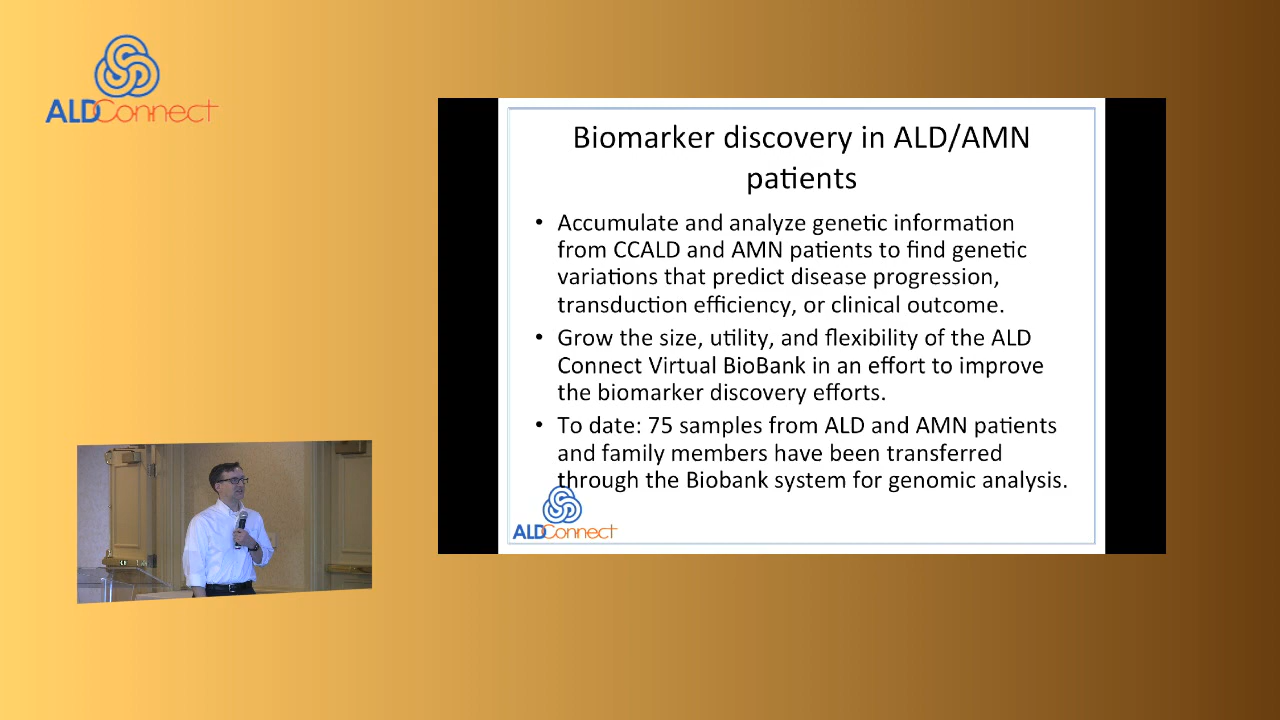 ALDConnect
Biomarker discovery in ALD/AMN
patients
• Accumulate and analyze genetic information
from CCALD and AMN patients to find genetic
variations that predict disease progression,
transduction efficiency, or clinical outcome.
• Grow the size, utility, and flexibility of the ALD
Connect Virtual BioBank in an effort to improve
the biomarker discovery efforts.
• To date: 75 samples from ALD and AMN patients
and family members have been transferred
through the Biobank system for genomic analysis.
ALDConnect